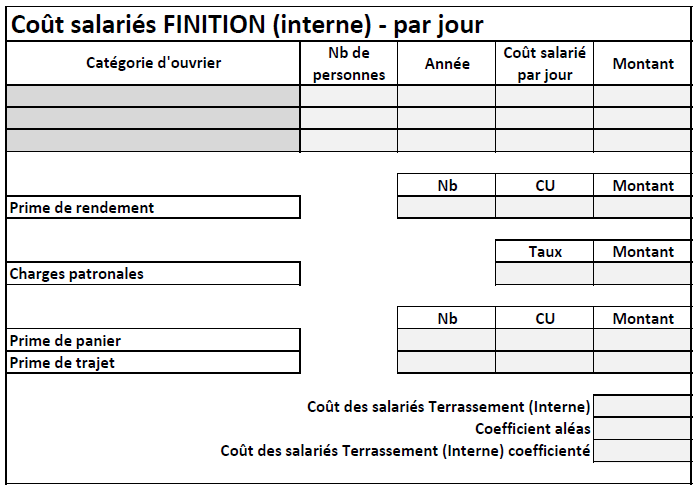 Coût salariés FINITION (interne) - par jour
Catégorie d'ouvrier
Nb de personnes
Année
Coût salarié par jour
Montant
Nb
CU
Montant
Prime de rendement
Taux
Montant
Charges patronales
Nb
CU
Montant
Prime de panier
Prime de trajet
Coût des salariés Terrassement (Interne)
Coefficient aléas
Coût des salariés Terrassement (Interne) coefficienté